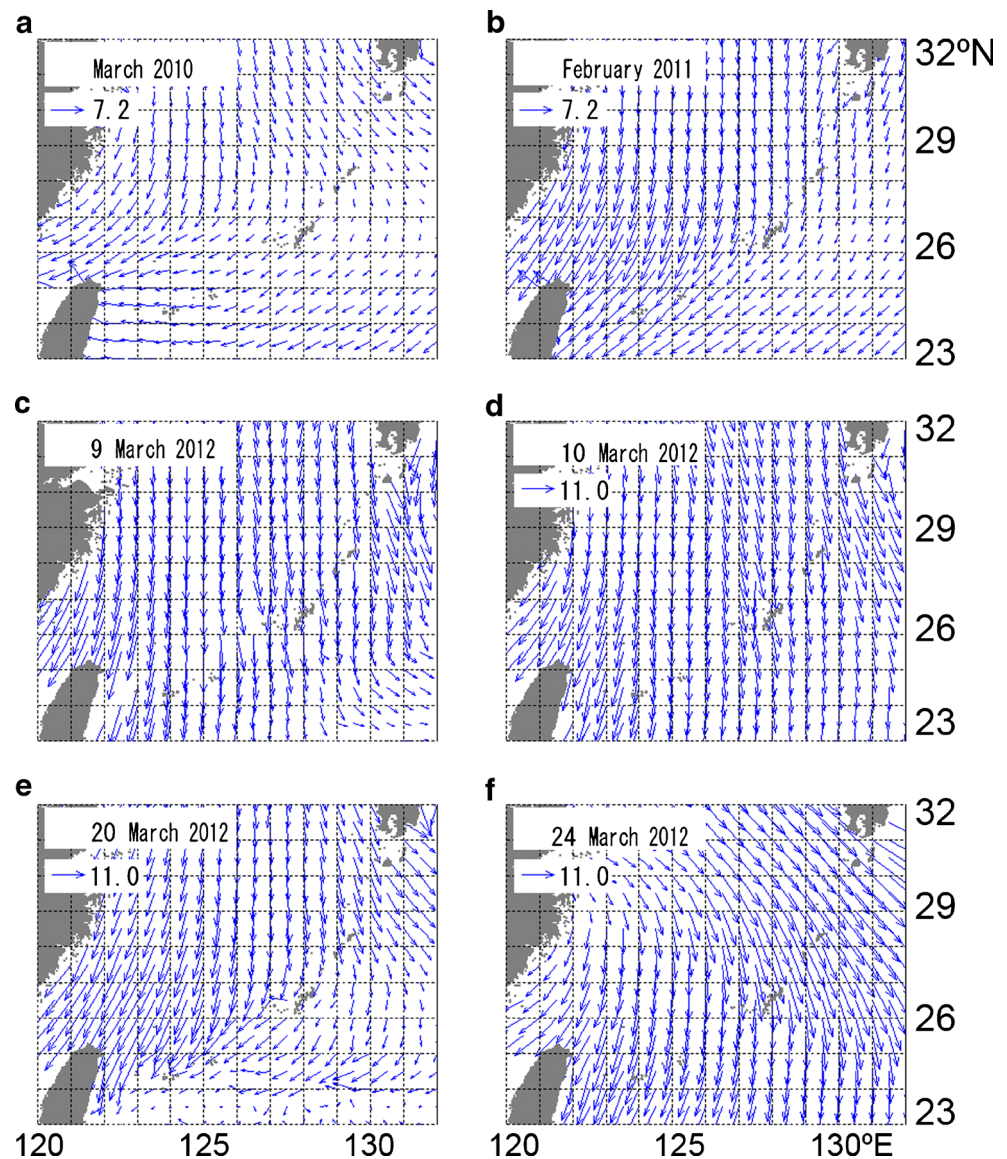 a
March 2010
7.2
b
February 2011
7.2
32ºN
29
26
23
c
9 March 2012
d
10 March 2012
11.0
32
29
26
23
e
20 March 2012
11.0
f
24 March 2012
11.0
32
29
26
23
120 125 130
120 125 130ºE